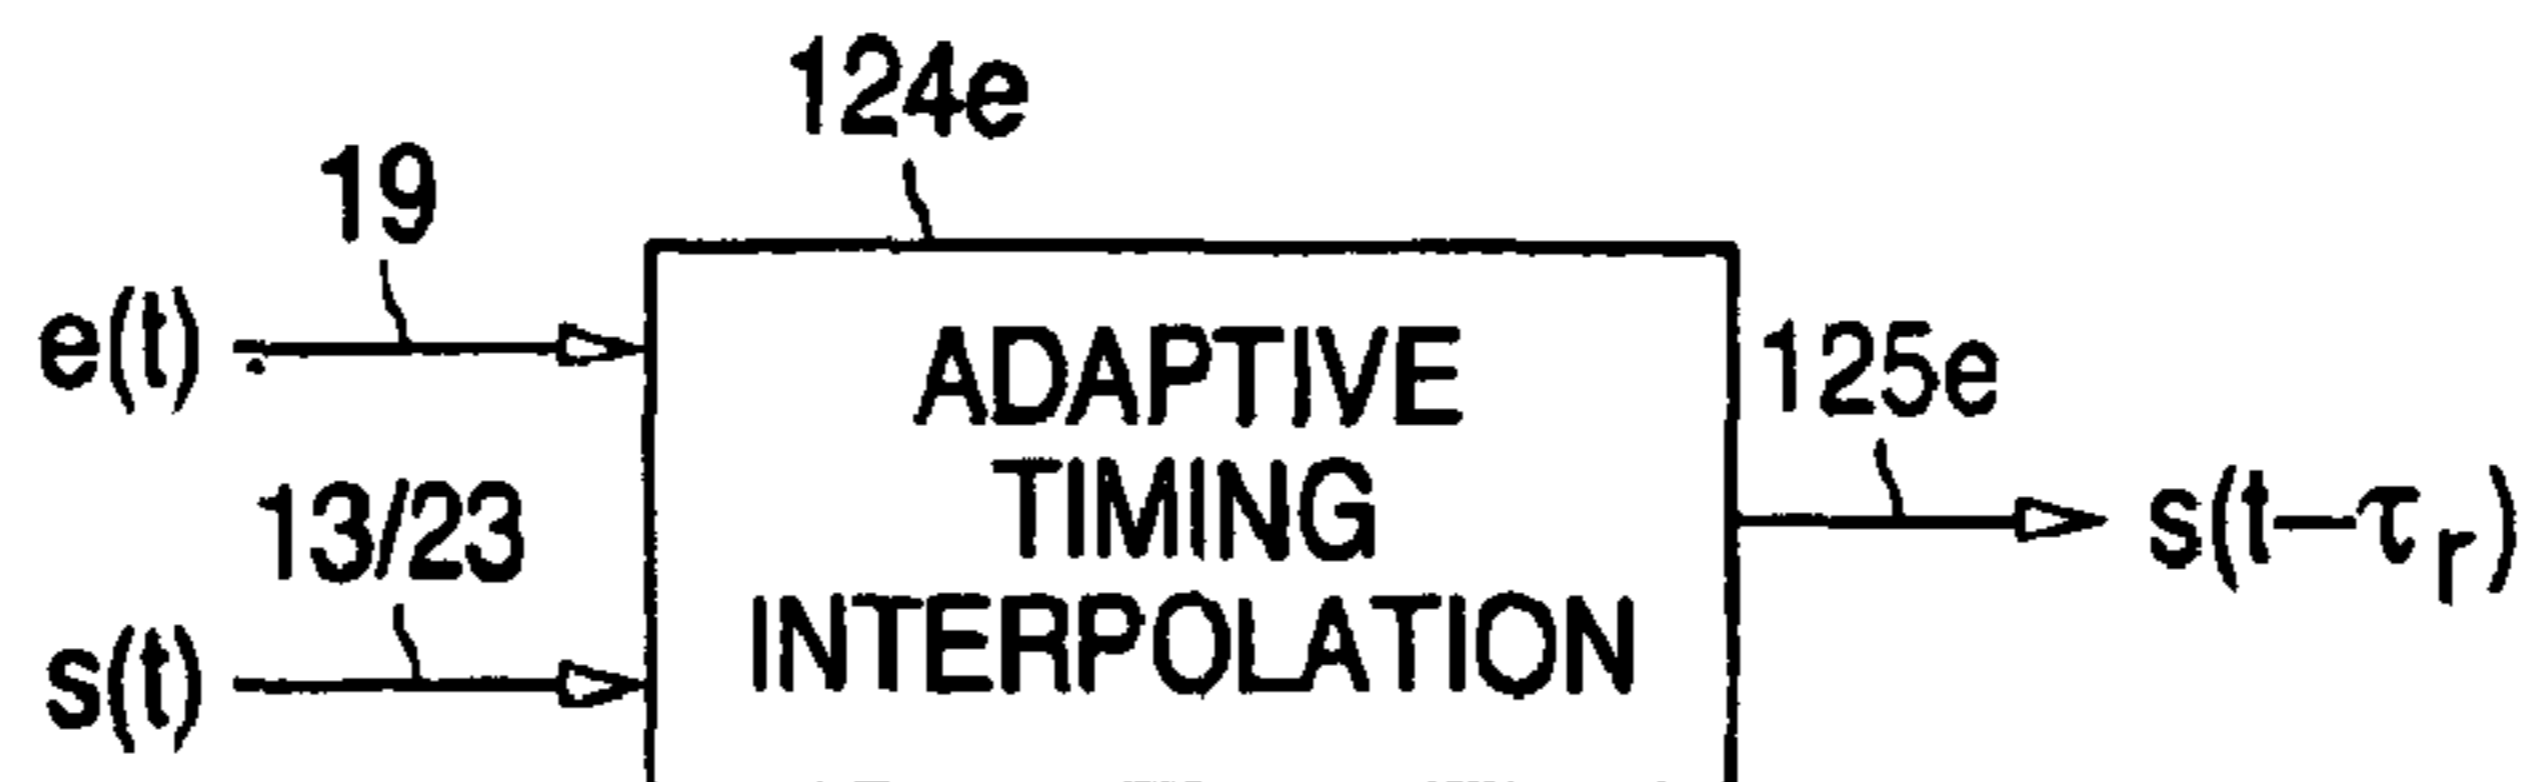 124e
19
e(t)
ADAPTIVE
TIMING
INTERPOLATION
125e
s(t—τr)
13/23
s(t)